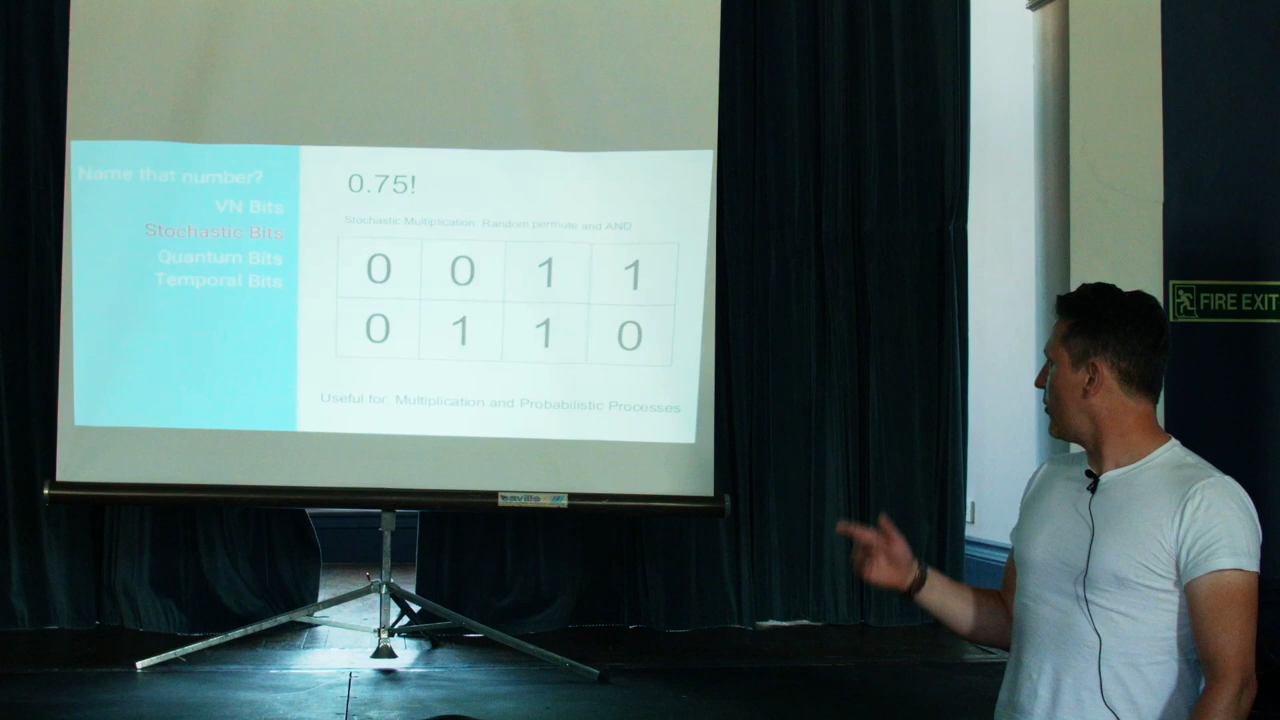 Name that number?
VN Bits
Stochastic Bits
Quantum Bits
Temporal Bits
0.75!
Stochastic Multiplication: Random permute and AND
0 0 1 1
0 1 1 0
Useful for: Multiplication and Probabilistic Processes
saville
FIRE EXIT